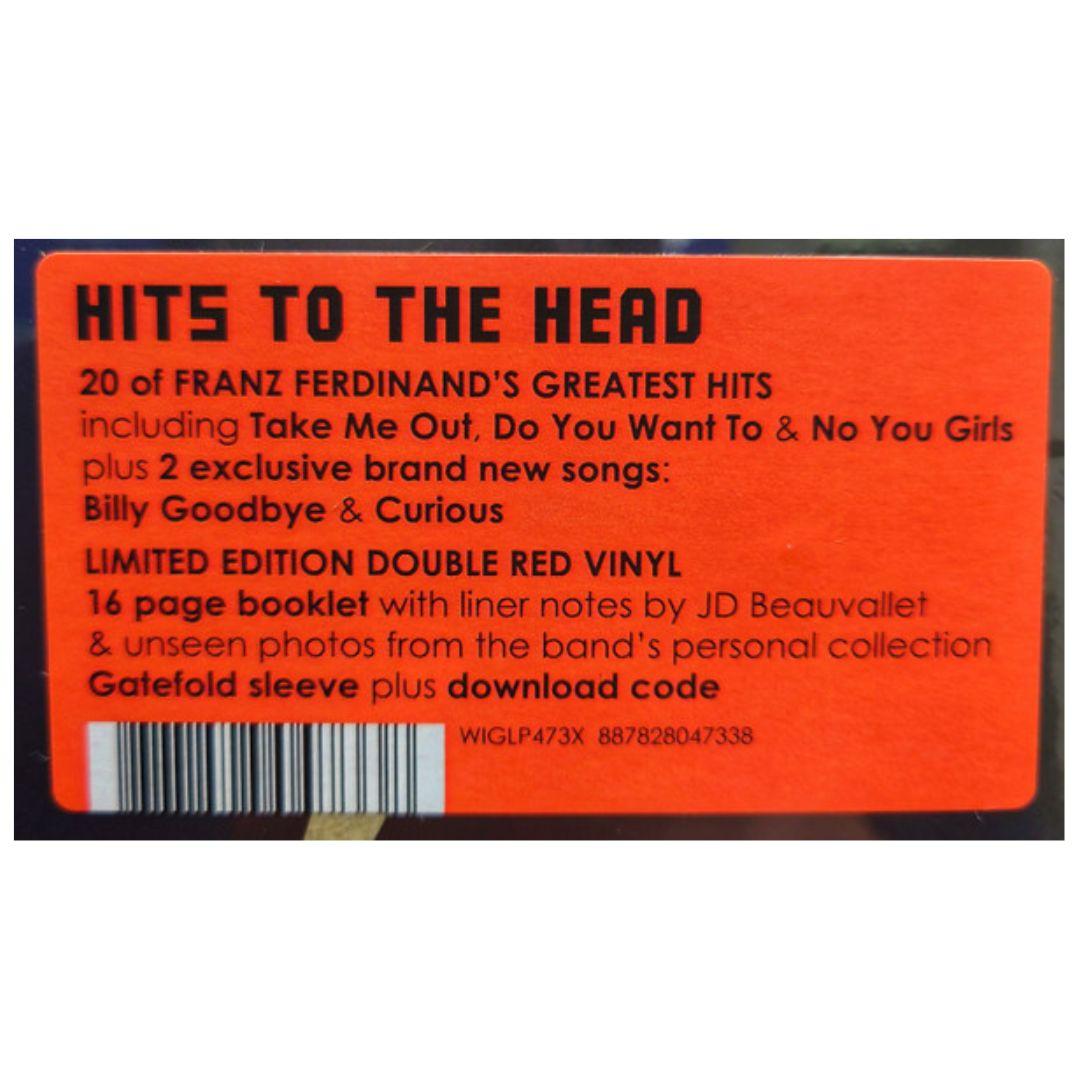 HITS TO THE HEAD
20 of FRANZ FERDINAND'S GREATEST HITS
including Take Me Out, Do You Want To & No You Girls
plus 2 exclusive brand new songs:
Billy Goodbye & Curious
LIMITED EDITION DOUBLE RED VINYL
16 page booklet with liner notes by JD Beauvallet
& unseen photos from the band's personal collection
Gatefold sleeve plus download code
WIGLP473X 887828047338